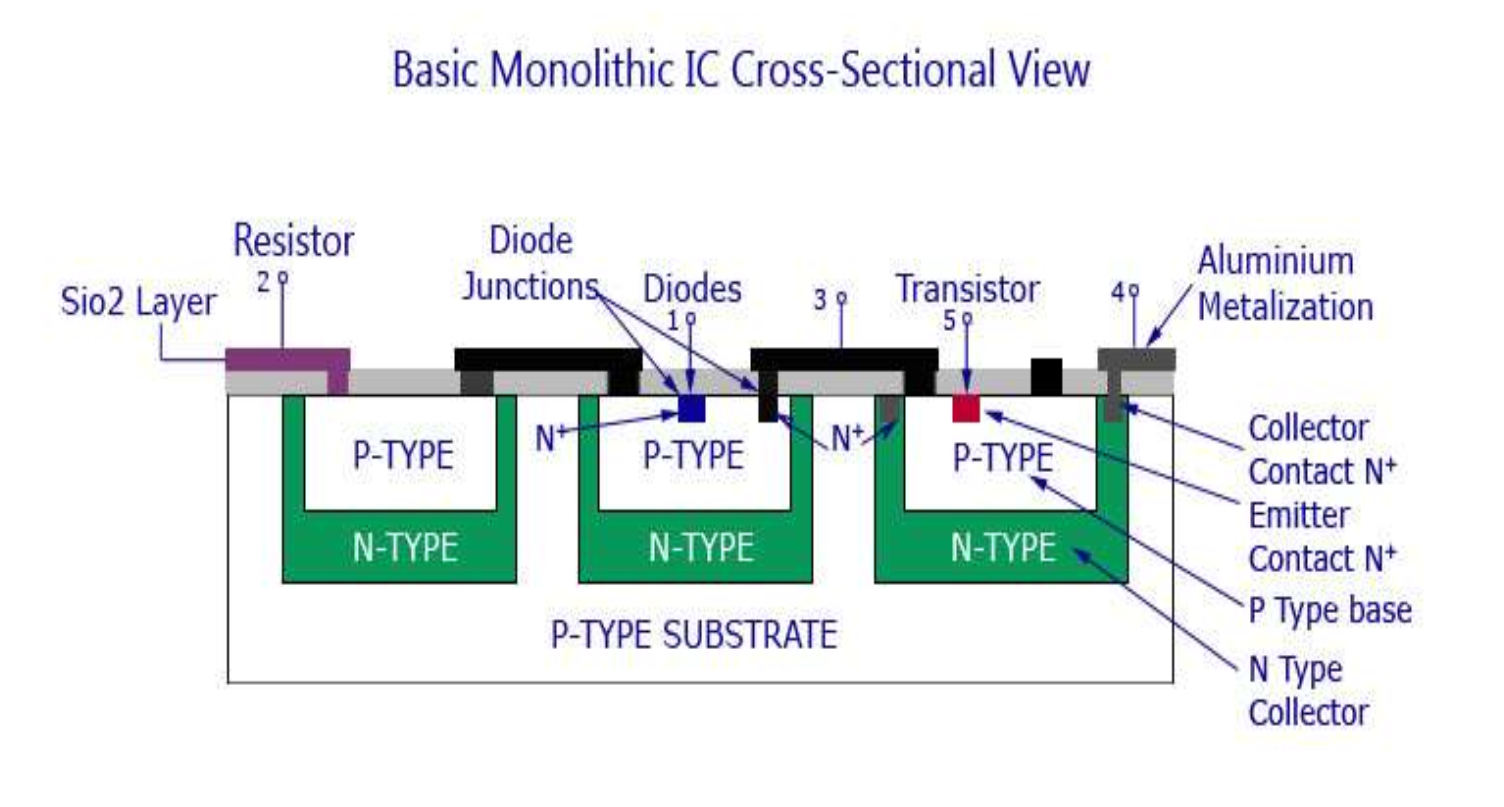 Basic Monolithic IC Cross-Sectional View
Resistor
2
Sio2 Layer
Diode
Junctions
Diodes
1
3
Transistor
5
4
Aluminium
Metalization
N+
N+
P-TYPE
P-TYPE
P-TYPE
N-TYPE
N-TYPE
N-TYPE
P-TYPE SUBSTRATE
Collector
Contact N+
Emitter
Contact N+
P Type base
N Type
Collector